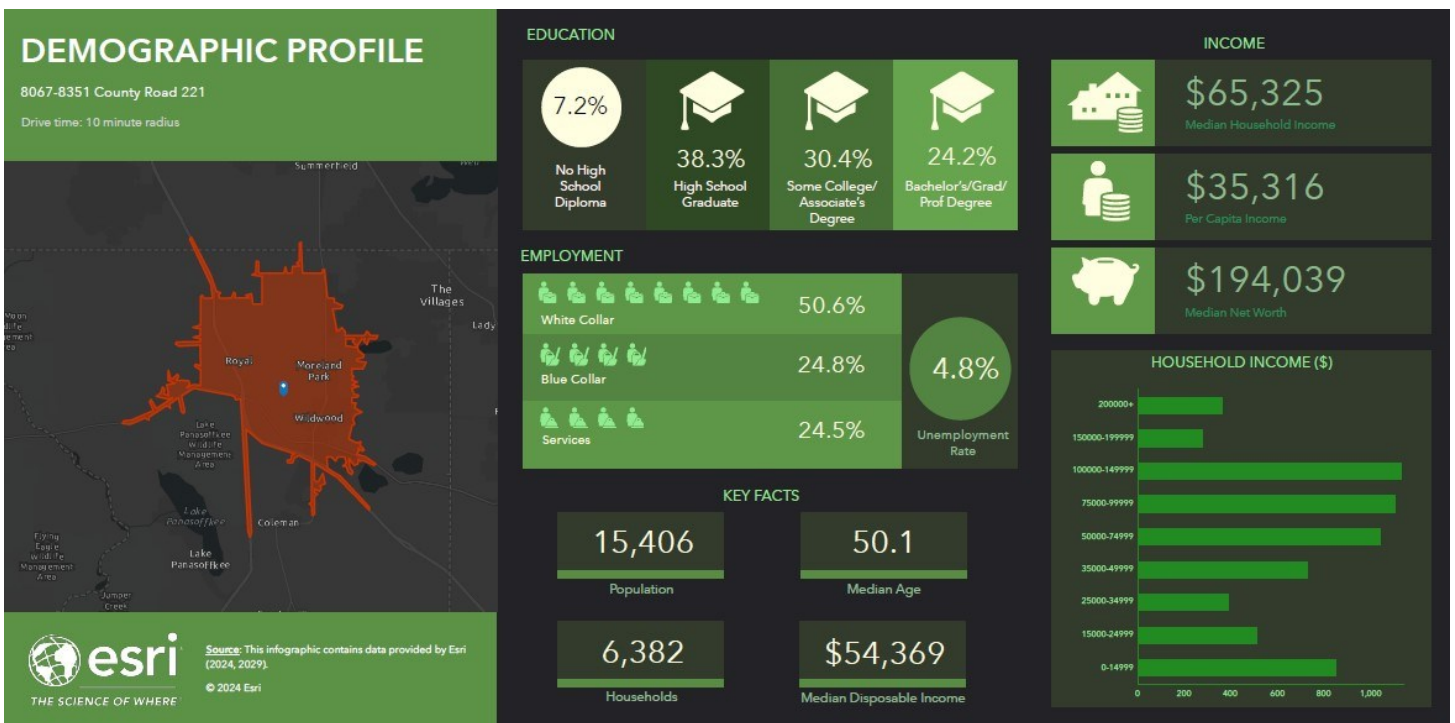 DEMOGRAPHIC PROFILE
8067-8351 County Road 221
Drive time: 10 minute radius
Summerfield
The
Villages
Lady
Royal
Moreland
Park
Wildwood
Lake
Panasoffkee
Wildlife
Management
Area
Lake
Panasoffkee
Coleman
Lake
Panasoffkee
Flying
Eagle
Wildlife
Management
Area
Jumper
Creek
esri
THE SCIENCE OF WHERE
Source: This infographic contains data provided by Esri
(2024, 2029).
© 2024 Esri
EDUCATION
7.2%
No High
School
Diploma
38.3%
High School
Graduate
30.4%
Some College/
Associate's
Degree
24.2%
Bachelor's/Grad/
Prof Degree
EMPLOYMENT
White Collar
50.6%
Blue Collar
24.8%
Services
24.5%
4.8%
Unemployment
Rate
KEY FACTS
15,406
Population
50.1
Median Age
6,382
Households
$54,369
Median Disposable Income
INCOME
$65,325
Median Household Income
$35,316
Per Capita Income
$194,039
Median Net Worth
HOUSEHOLD INCOME ($)
200000+
150000-199999
100000-149999
75000-99999
50000-74999
35000-49999
25000-34999
15000-24999
0-14999
0 200 400 600 800 1,000